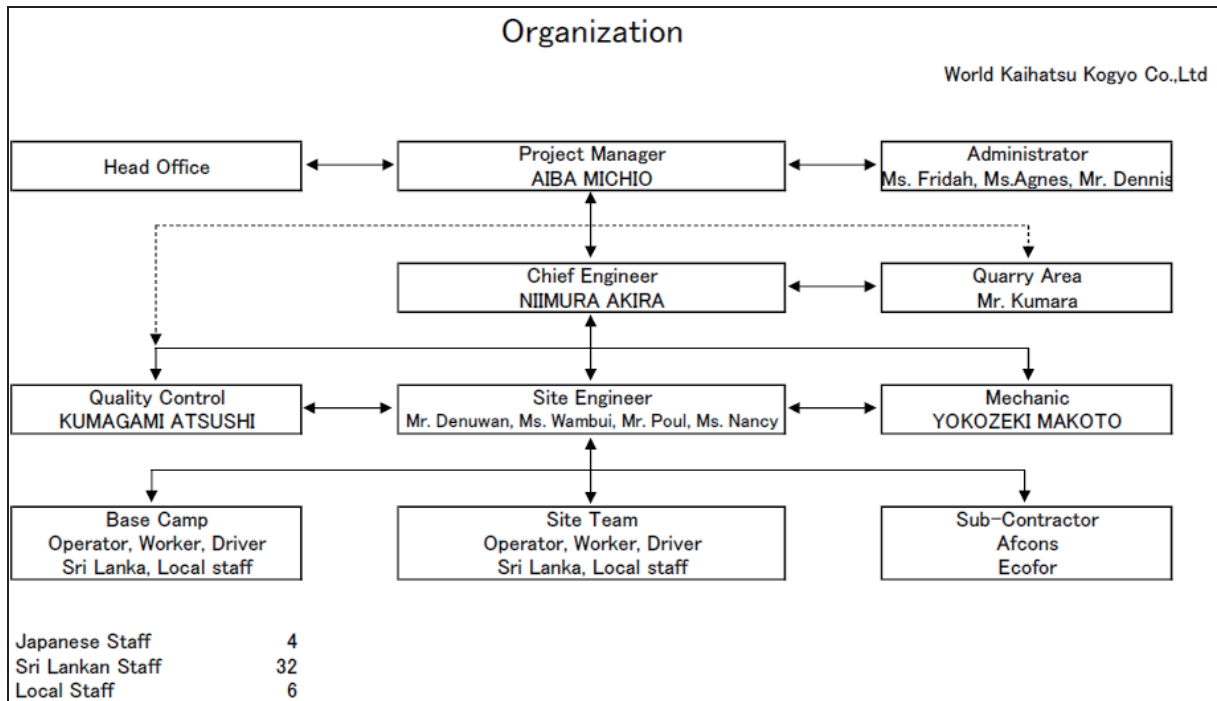 Organization
World Kaihatsu Kogyo Co.,Ltd
Head Office
Project Manager
AIBA MICHIO
Administrator
Ms. Fridah, Ms.Agnes, Mr. Dennis
Chief Engineer
NIIMURA AKIRA
Quarry Area
Mr. Kumara
Quality Control
KUMAGAMI ATSUSHI
Site Engineer
Mr. Denuwan, Ms. Wambui, Mr. Poul, Ms. Nancy
Mechanic
YOKOZEKI MAKOTO
Base Camp
Operator, Worker, Driver
Sri Lanka, Local staff
Site Team
Operator, Worker, Driver
Sri Lanka, Local staff
Sub-Contractor
Afcons
Ecofor
Japanese Staff 4
Sri Lankan Staff 32
Local Staff 6